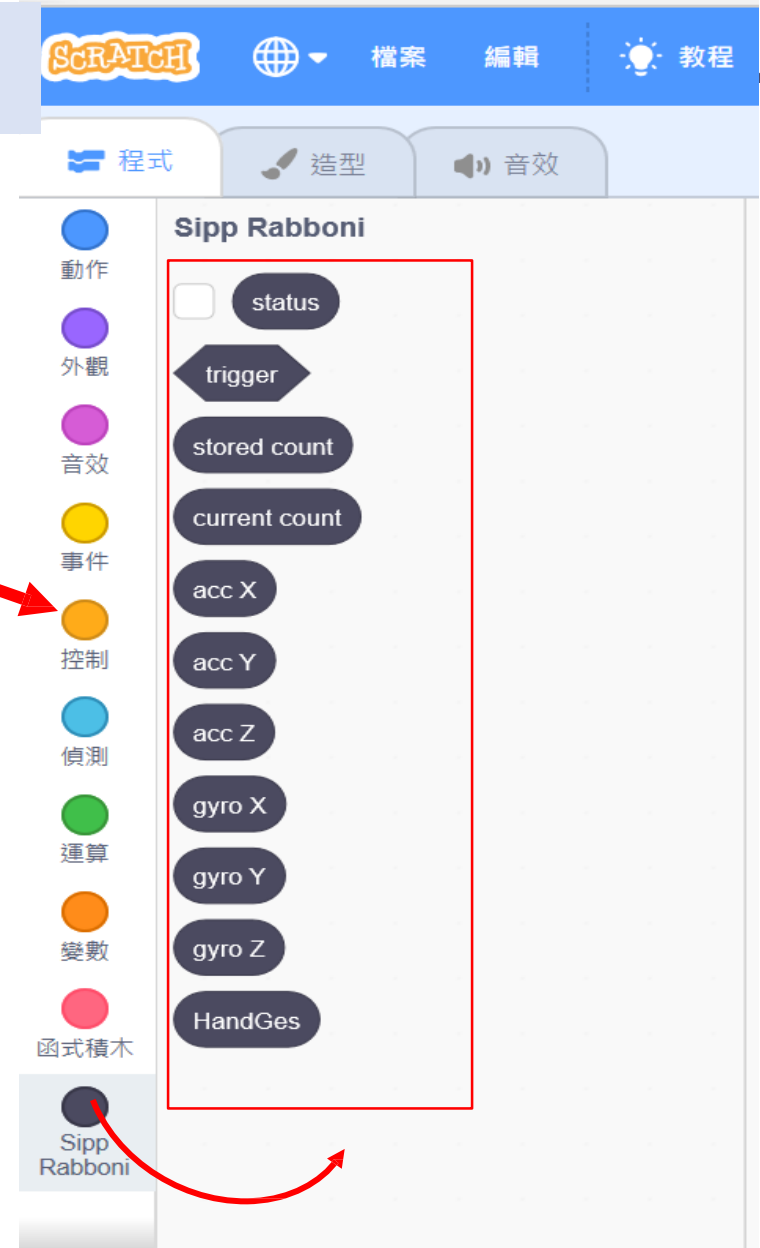 SCRATCH 檔案 編輯 教程
程式 造型 音效
動作
外觀
音效
事件
控制
偵測
運算
變數
函式積木
Sipp
Rabboni
Sipp Rabboni
status
trigger
stored count
current count
acc X
acc Y
acc Z
gyro X
gyro Y
gyro Z
HandGes